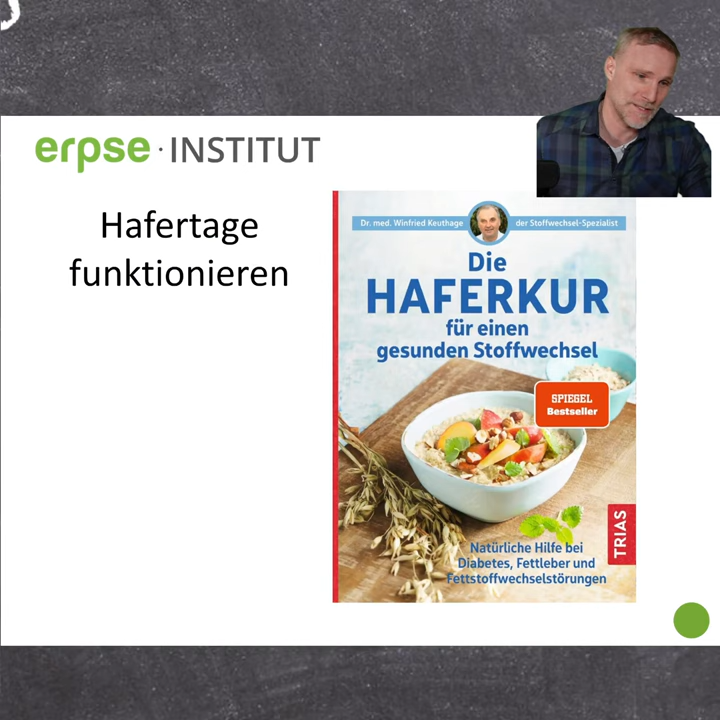 erpse · INSTITUT
Hafertage
funktionieren
Dr. med. Winfried Keuthage
der Stoffwechsel-Spezialist
Die
HAFERKUR
für einen
gesunden Stoffwechsel
SPIEGEL
Bestseller
TRIAS
Natürliche Hilfe bei
Diabetes, Fettleber und
Fettstoffwechselstörungen